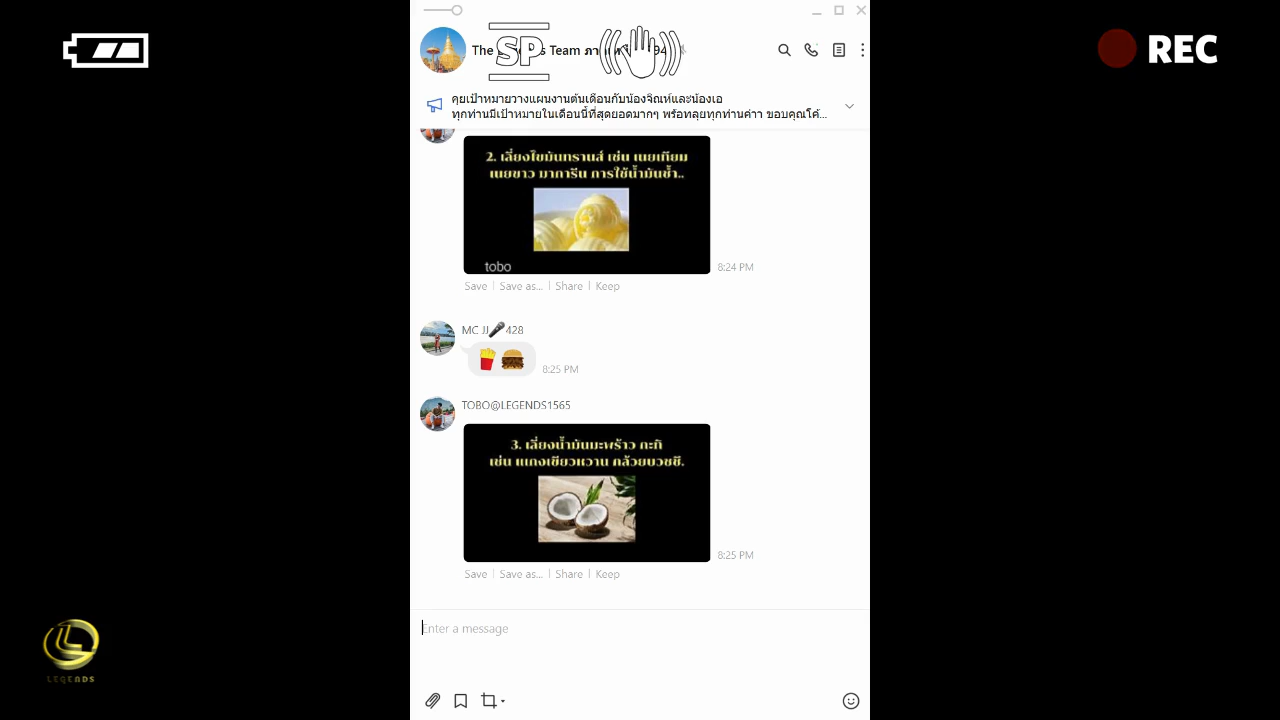 REC
SP
The
s Team
94
คุยเป้าหมายวางแผนงานต้นเดือนกับน้องจิณห์และน้องเอ
ทุกท่านมีเป้าหมายในเดือนนี้ที่สุดยอดมากๆ พร้อมลุยทุกท่านค่าา ขอบคุณโค้...
2. เลี่ยงไขมันทรานส์ เช่น เนยเทียม
เนยขาว มาการีน การใช้น้ำมันซ้ำ..
tobo
8:24 PM
Save | Save as... | Share | Keep
MC JJ🎤428
🍟 🍔
8:25 PM
TOBO@LEGENDS1565
3. เลี่ยงน้ำมันมะพร้าว กะทิ
เช่น แกงเขียวหวาน กล้วยบวชชี.
8:25 PM
Save | Save as... | Share | Keep
Enter a message
LEGENDS